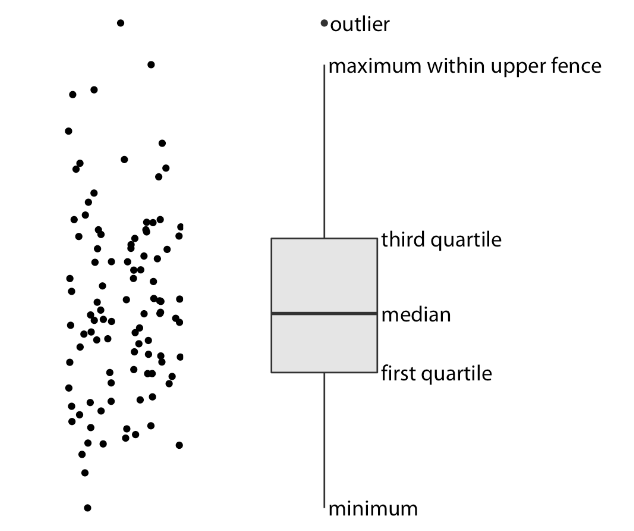 outlier
maximum within upper fence
third quartile
median
first quartile
minimum